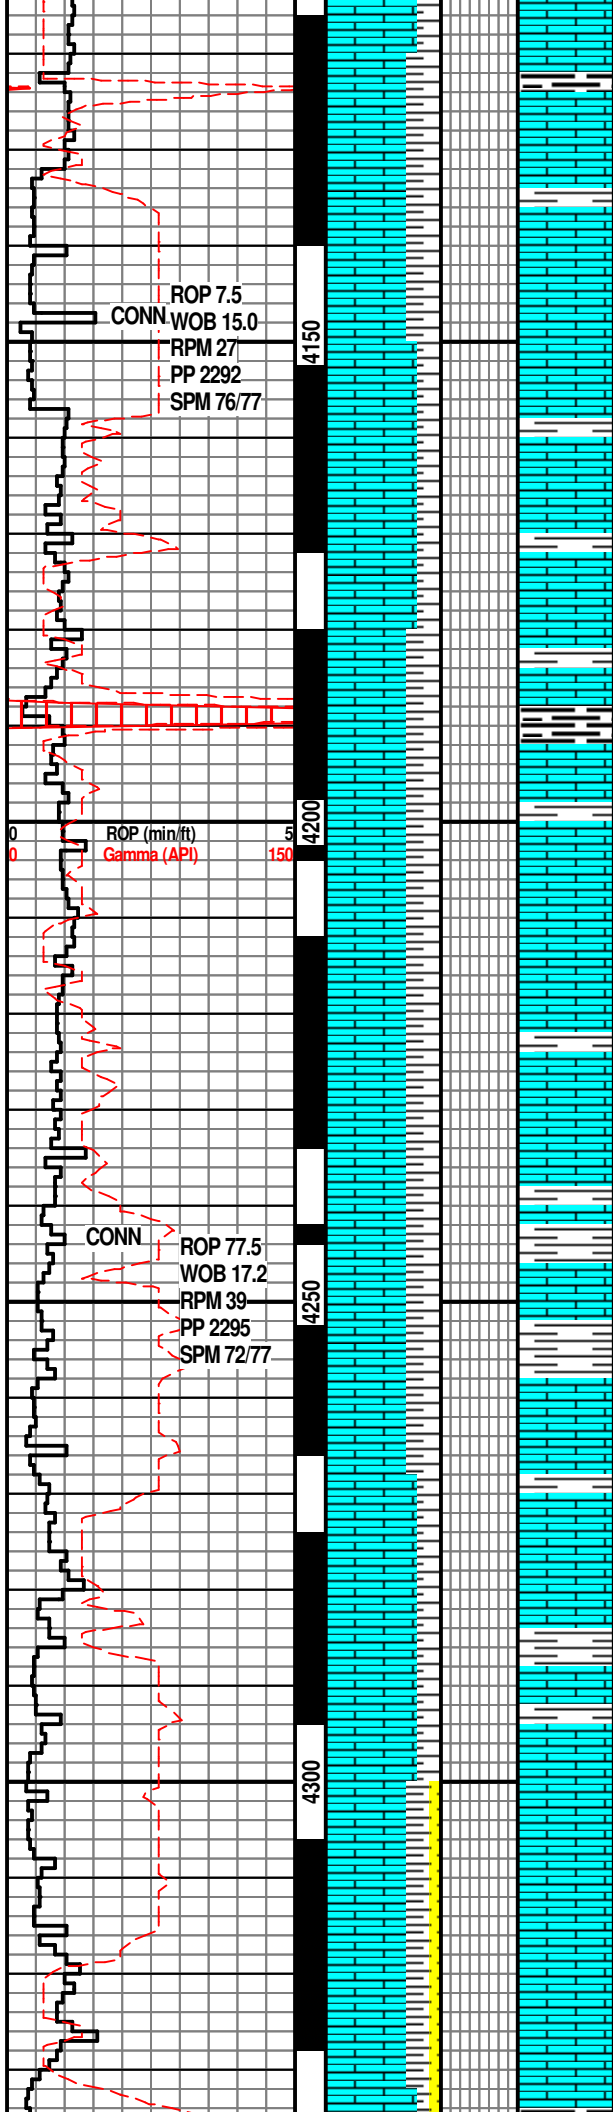 ROP 7.5
CONN
WOB 15.0
RPM 27
PP 2292
SPM 76/77
4150
4200
0 ROP (min/ft) 5
0 Gamma (API) 150
CONN
ROP 77.5
WOB 17.2
RPM 39
PP 2295
SPM 72/77
4250
4300